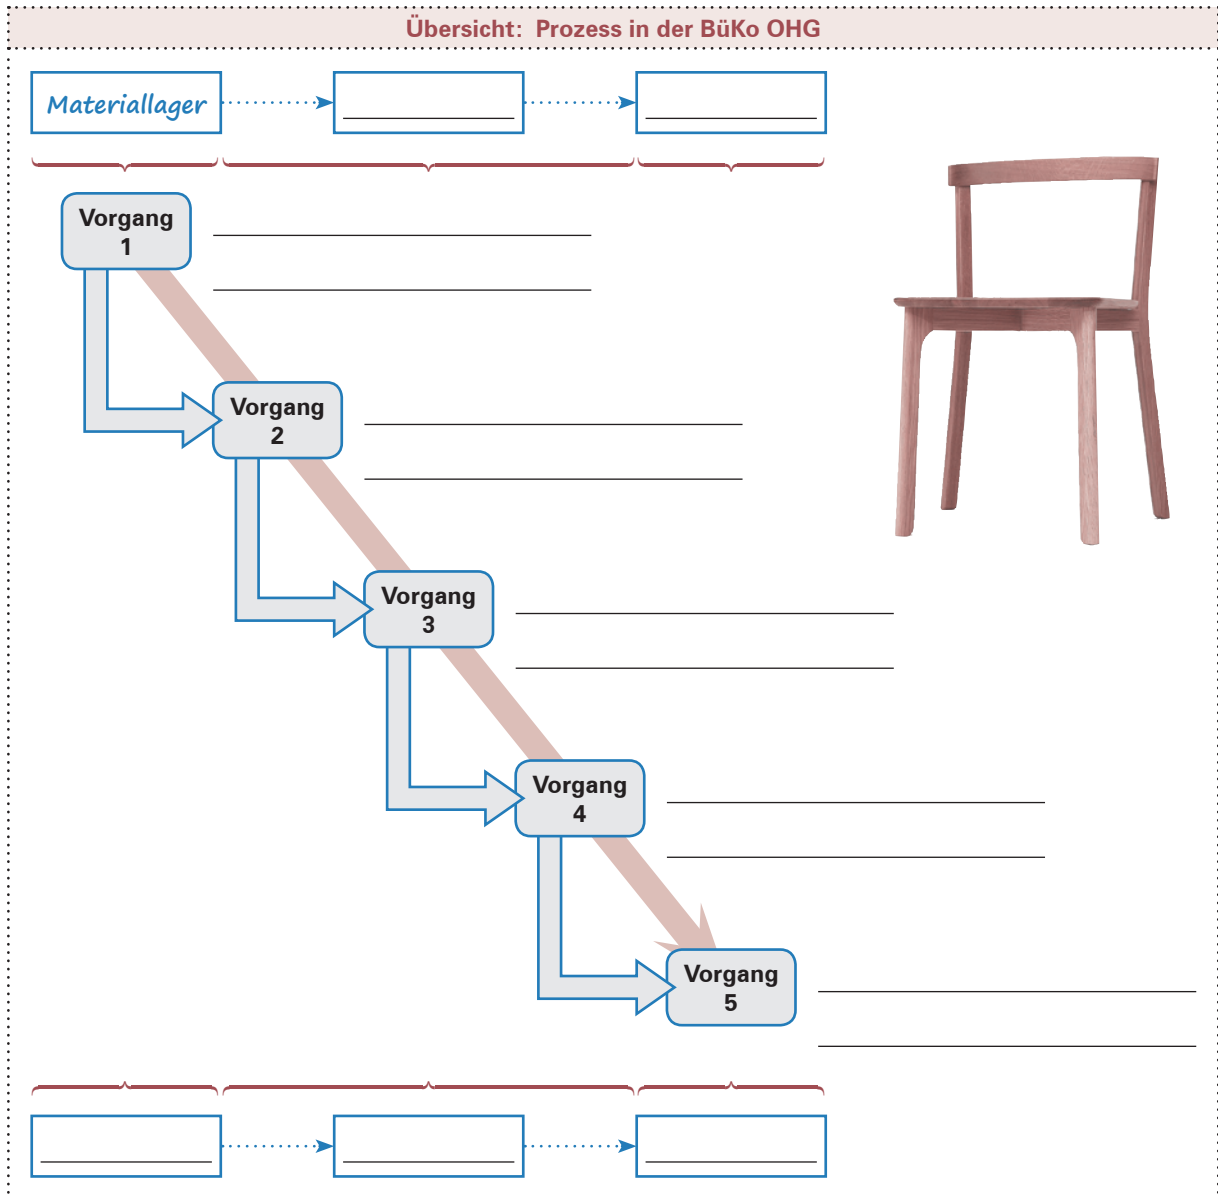 Übersicht: Prozess in der BüKo OHG
Materiallager
Vorgang
1
Vorgang
2
Vorgang
3
Vorgang
4
Vorgang
5